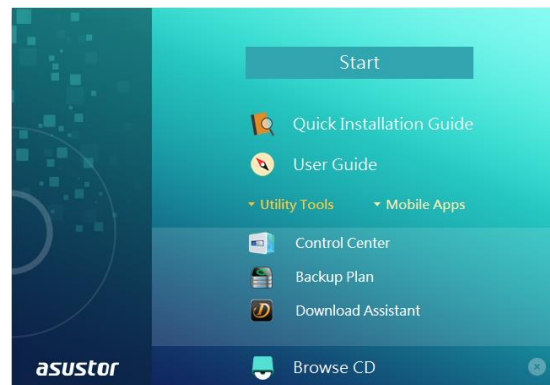 Start
Quick Installation Guide
User Guide
Utility Tools Mobile Apps
Control Center
Backup Plan
Download Assistant
asustor Browse CD